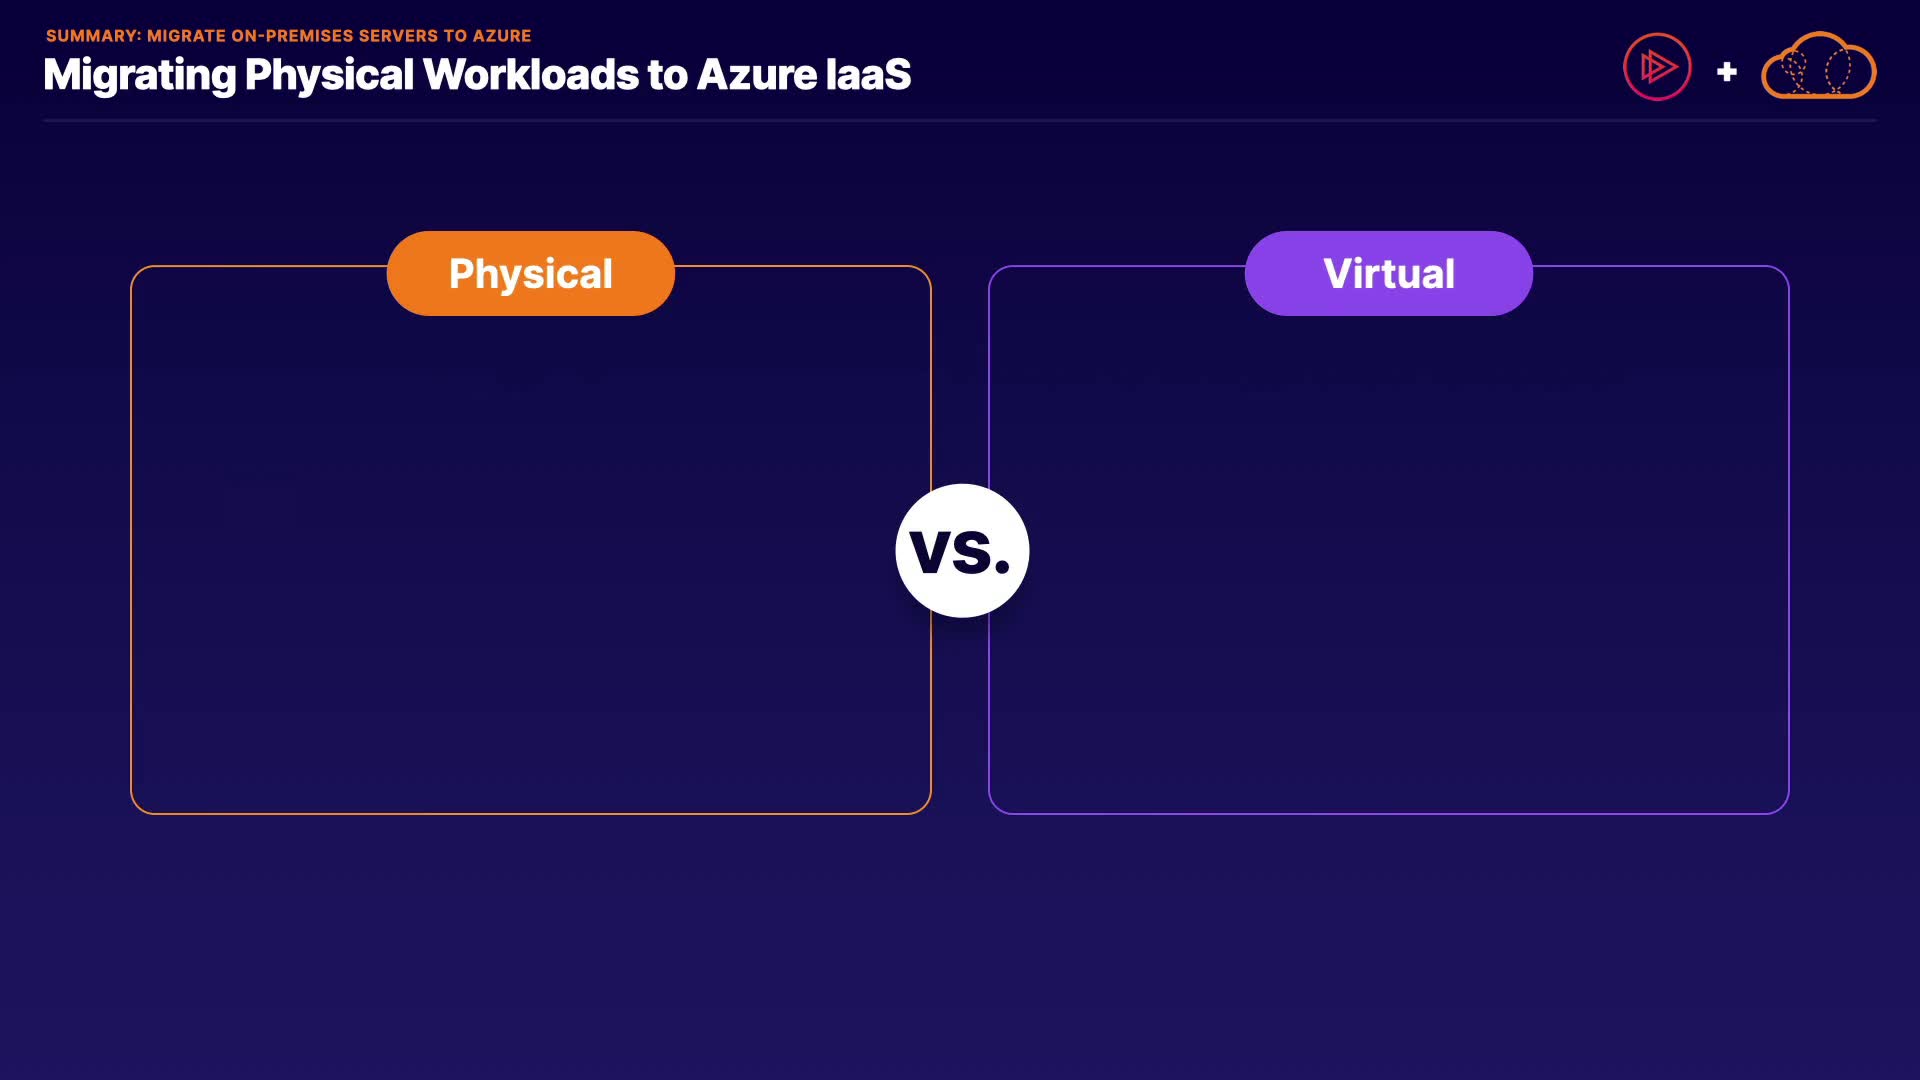 SUMMARY: MIGRATE ON-PREMISES SERVERS TO AZURE
Migrating Physical Workloads to Azure IaaS
+
Physical
Virtual
vs.